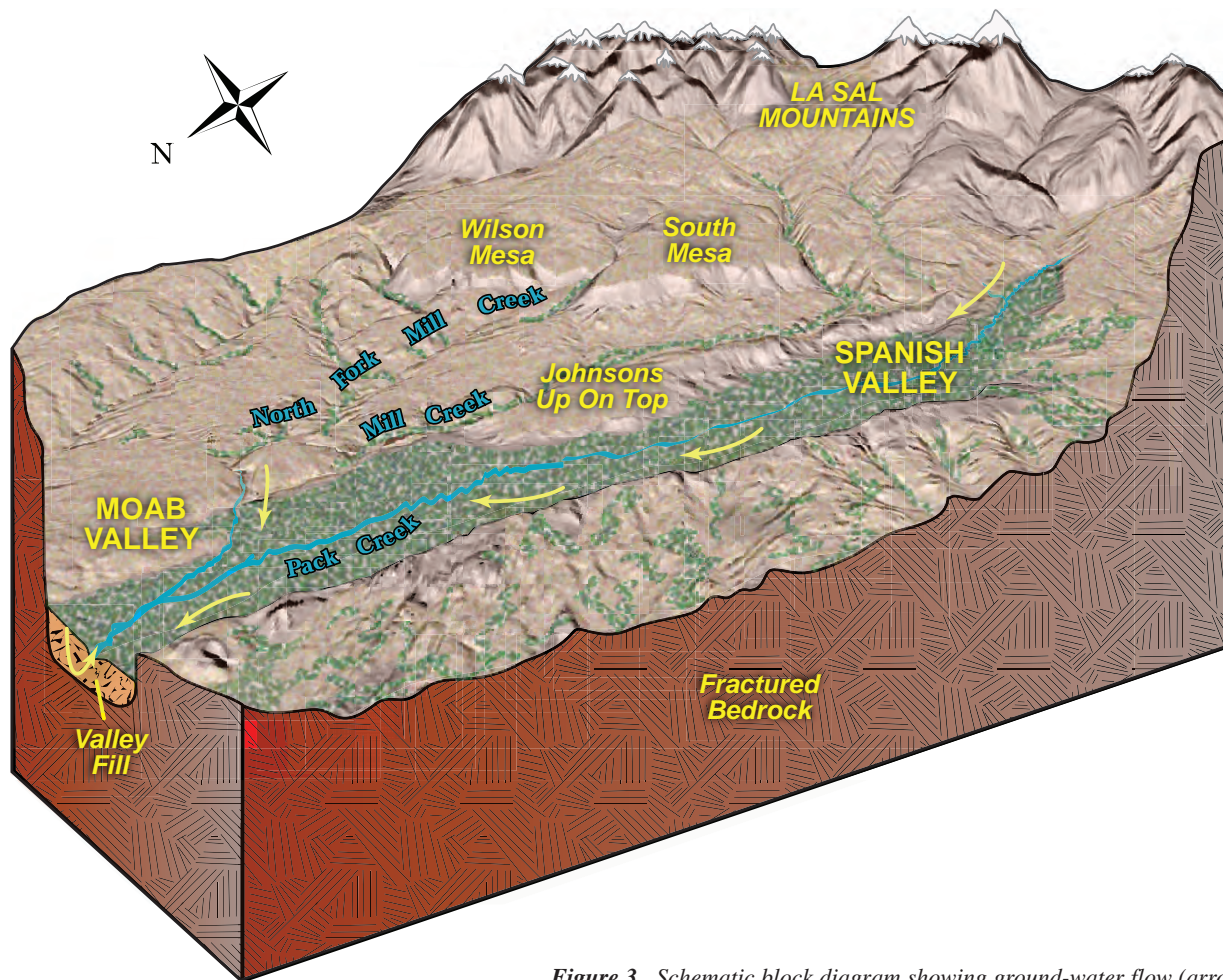 LA SAL
MOUNTAINS
N
Wilson
Mesa
South
Mesa
North Fork Mill Creek
SPANISH
VALLEY
Johnsons
Up On Top
Mill Creek
MOAB
VALLEY
Pack Creek
Fractured
Bedrock
Valley
Fill
Figure 3. Schematic block diagram showing ground-water flow